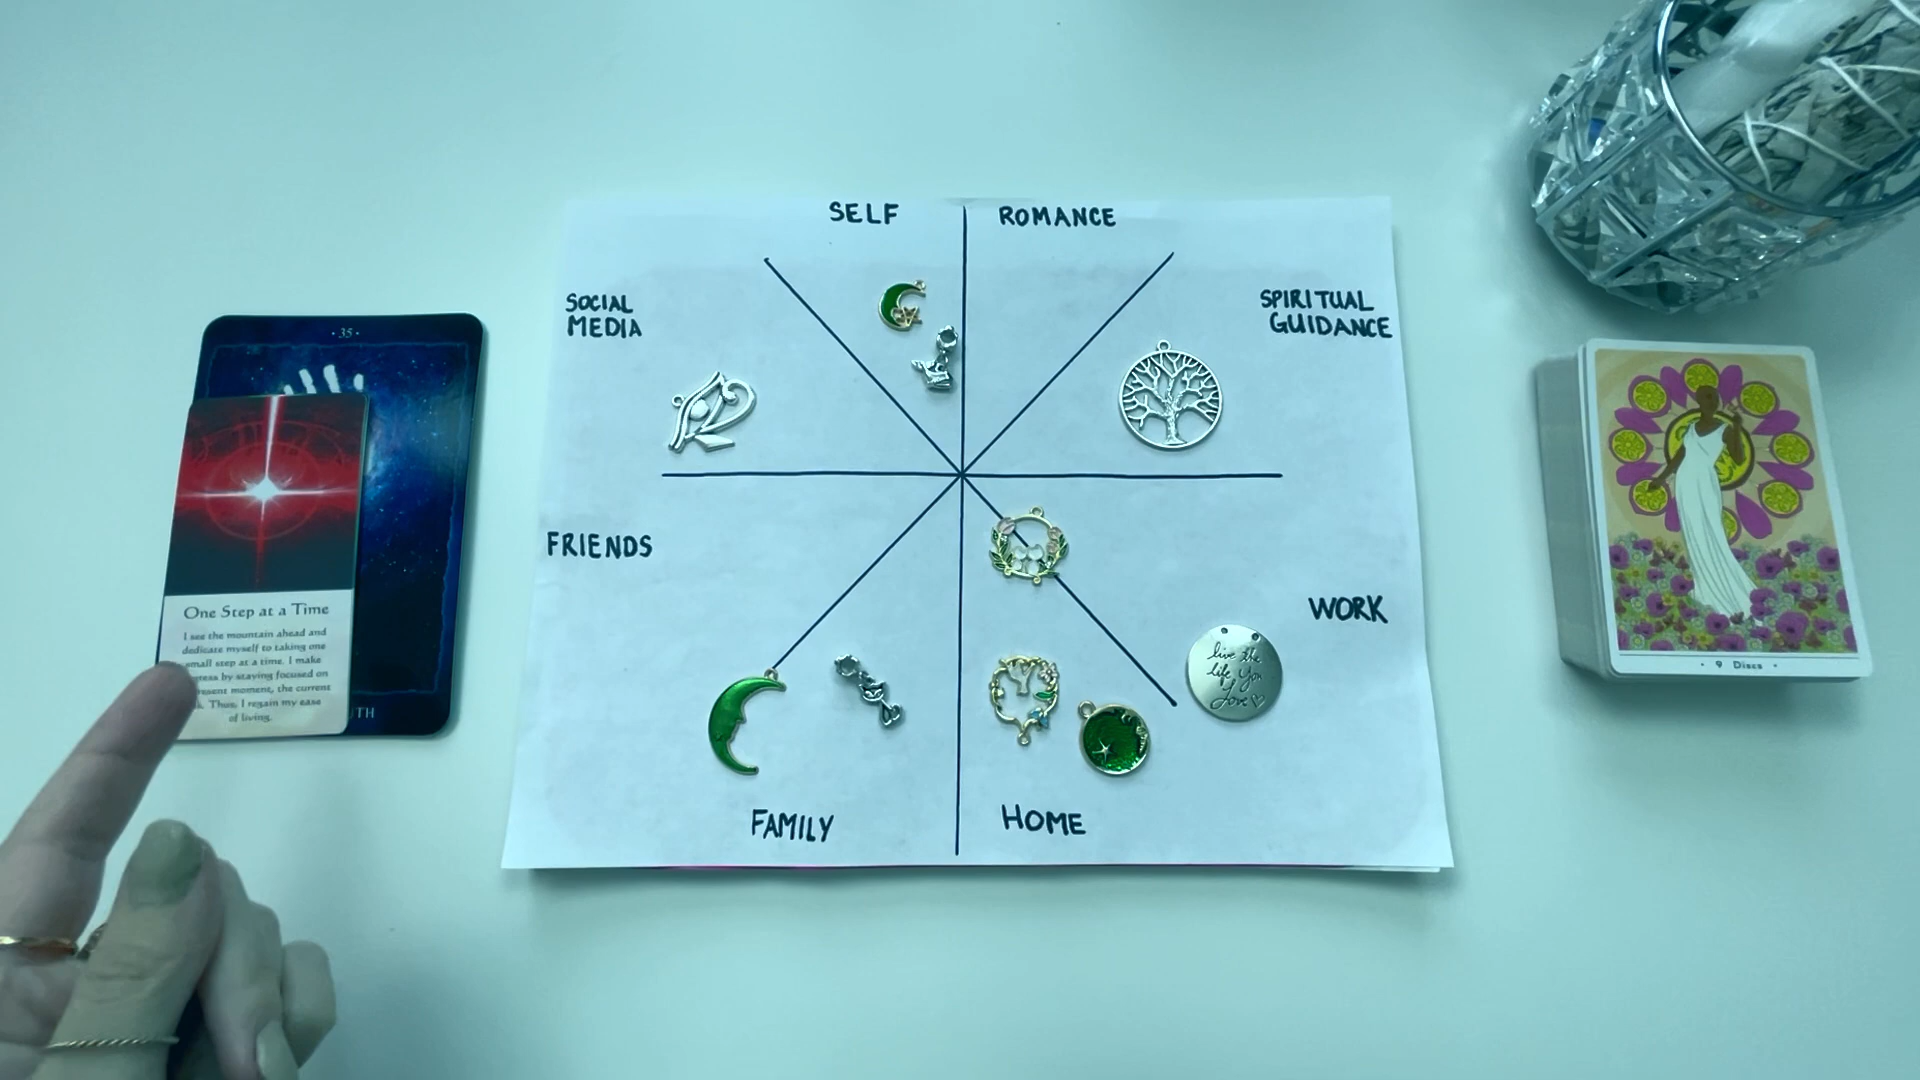 SELF
ROMANCE
SOCIAL
MEDIA
SPIRITUAL
GUIDANCE
FRIENDS
WORK
FAMILY
HOME
live the
life you
love
· 35 ·
One Step at a Time
I see the mountain ahead and
dedicate myself to taking one
small step at a time. I make
by staying focused on
moment, the current
Thus, I regain my ease
of living.
· 9 Discs ·